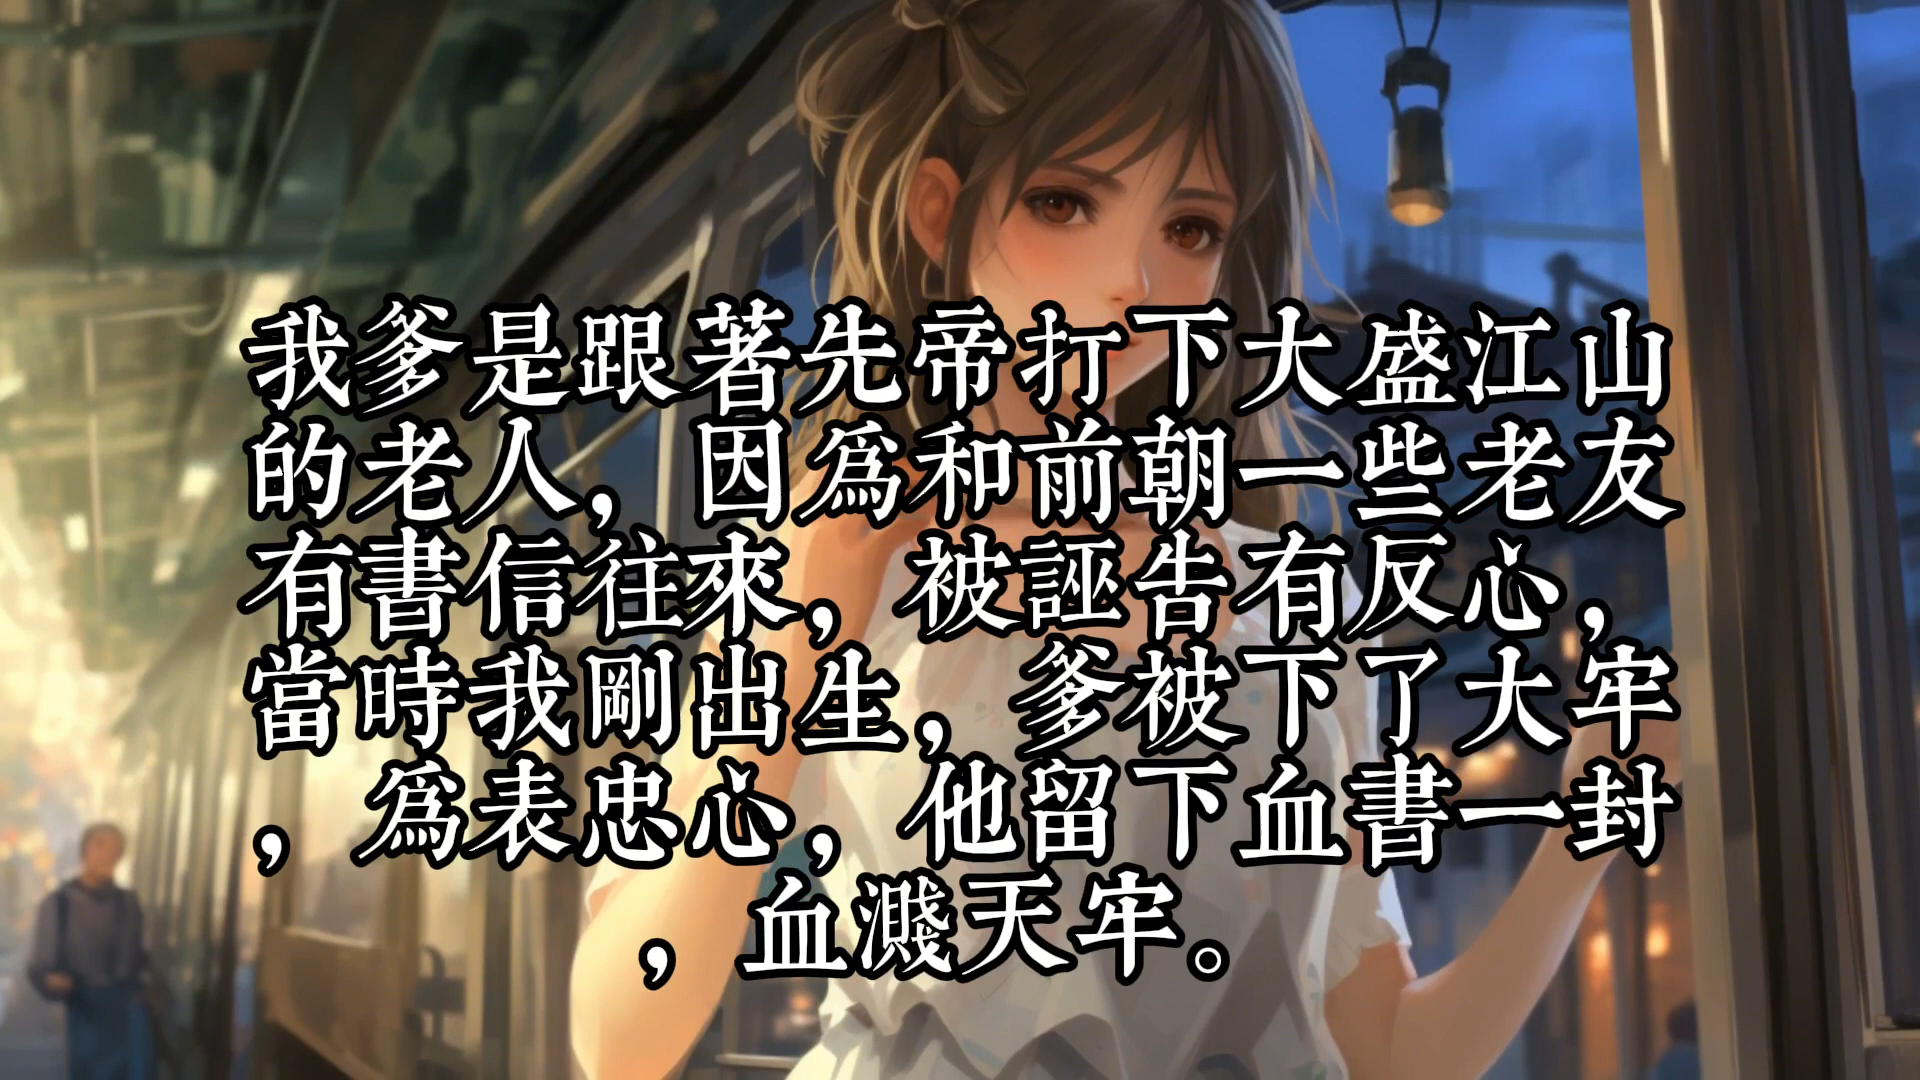 我爹是跟著先帝打下大盛江山
的老人，因爲和前朝一些老友
有書信往來，被誣告有反心，
當時我剛出生，爹被下了大牢
，爲表忠心，他留下血書一封
，血濺天牢。